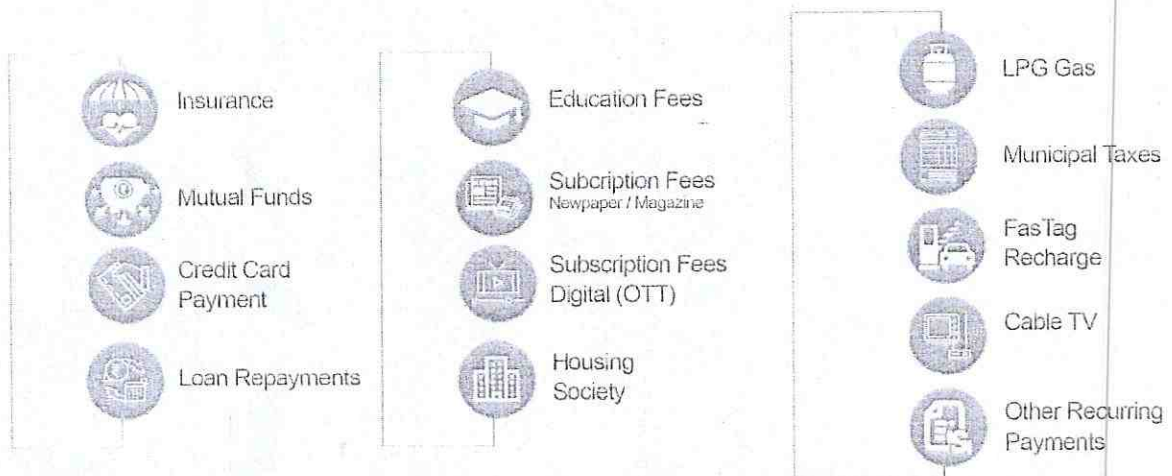 Insurance
Mutual Funds
Credit Card
Payment
Loan Repayments
Education Fees
Subcription Fees
Newpaper / Magazine
Subscription Fees
Digital (OTT)
Housing
Society
LPG Gas
Municipal Taxes
FasTag
Recharge
Cable TV
Other Recurring
Payments